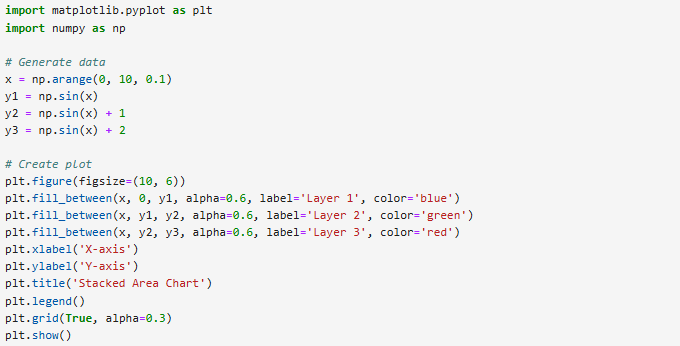 import matplotlib.pyplot as plt
import numpy as np

# Generate data
x = np.arange(0, 10, 0.1)
y1 = np.sin(x)
y2 = np.sin(x) + 1
y3 = np.sin(x) + 2

# Create plot
plt.figure(figsize=(10, 6))
plt.fill_between(x, 0, y1, alpha=0.6, label='Layer 1', color='blue')
plt.fill_between(x, y1, y2, alpha=0.6, label='Layer 2', color='green')
plt.fill_between(x, y2, y3, alpha=0.6, label='Layer 3', color='red')
plt.xlabel('X-axis')
plt.ylabel('Y-axis')
plt.title('Stacked Area Chart')
plt.legend()
plt.grid(True, alpha=0.3)
plt.show()